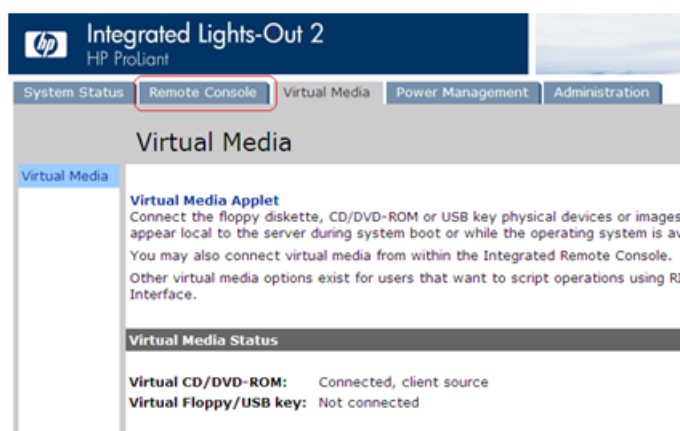 hp
Integrated Lights-Out 2
HP ProLiant
System Status Remote Console Virtual Media Power Management Administration
Virtual Media
Virtual Media
Virtual Media Applet
Connect the floppy diskette, CD/DVD-ROM or USB key physical devices or images
appear local to the server during system boot or while the operating system is
You may also connect virtual media from within the Integrated Remote Console.
Other virtual media options exist for users that want to script operations using
Interface.
Virtual Media Status
Virtual CD/DVD-ROM: Connected, client source
Virtual Floppy/USB key: Not connected